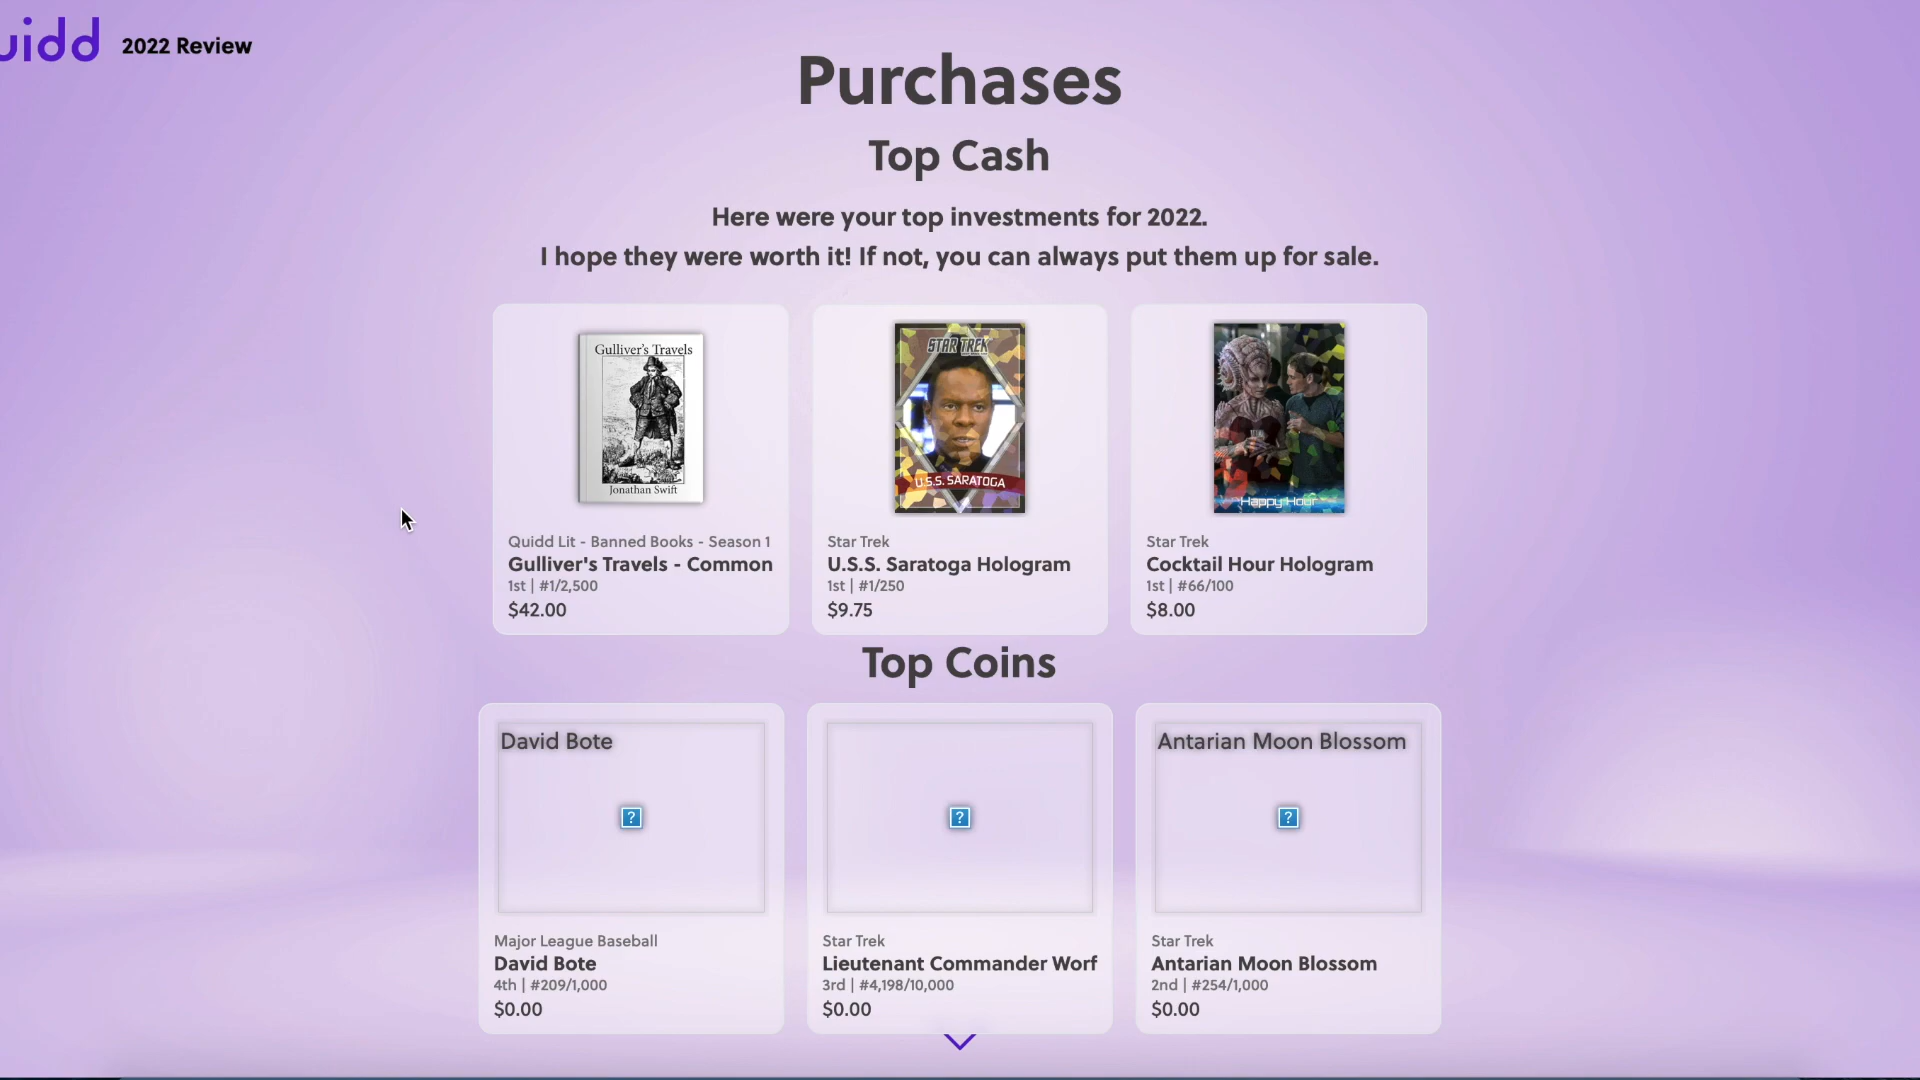 uidd 2022 Review
Purchases
Top Cash
Here were your top investments for 2022.
I hope they were worth it! If not, you can always put them up for sale.
Gulliver's Travels
Jonathan Swift
STAR TREK
U.S.S. SARATOGA
Happy Hour
Quidd Lit - Banned Books - Season 1
Gulliver's Travels - Common
1st | #1/2,500
$42.00
Star Trek
U.S.S. Saratoga Hologram
1st | #1/250
$9.75
Star Trek
Cocktail Hour Hologram
1st | #66/100
$8.00
Top Coins
David Bote
?
Major League Baseball
David Bote
4th | #209/1,000
$0.00
?
Star Trek
Lieutenant Commander Worf
3rd | #4,198/10,000
$0.00
Antarian Moon Blossom
?
Star Trek
Antarian Moon Blossom
2nd | #254/1,000
$0.00